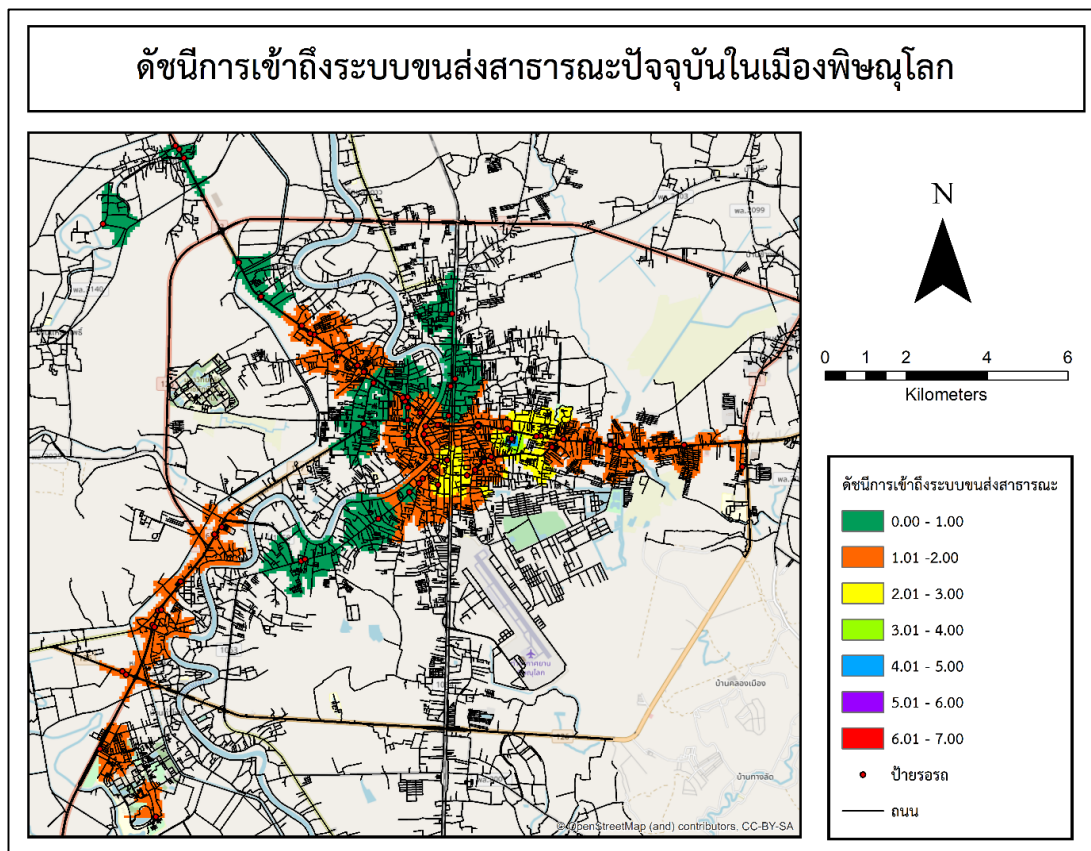 ดัชนีการเข้าถึงระบบขนส่งสาธารณะปัจจุบันในเมืองพิษณุโลก
N
0 1 2 4 6
Kilometers
ดัชนีการเข้าถึงระบบขนส่งสาธารณะ
0.00 - 1.00
1.01 -2.00
2.01 - 3.00
3.01 - 4.00
4.01 - 5.00
5.01 - 6.00
6.01 - 7.00
ป้ายรอรถ
ถนน
บ้านคลองเมือง
บ้านทางลัด
© OpenStreetMap (and) contributors, CC-BY-SA